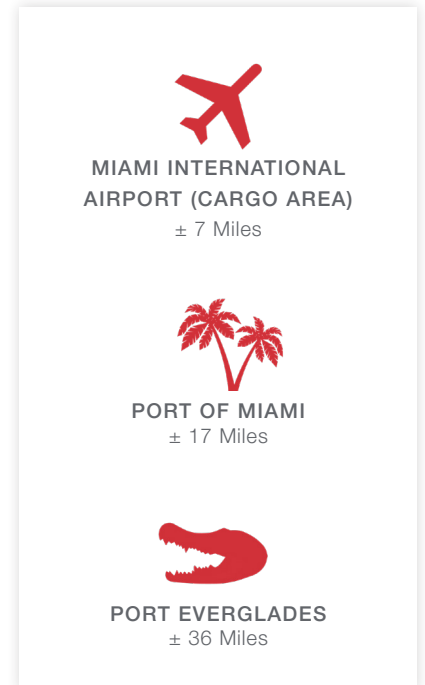 MIAMI INTERNATIONAL
AIRPORT (CARGO AREA)
± 7 Miles
PORT OF MIAMI
± 17 Miles
PORT EVERGLADES
± 36 Miles